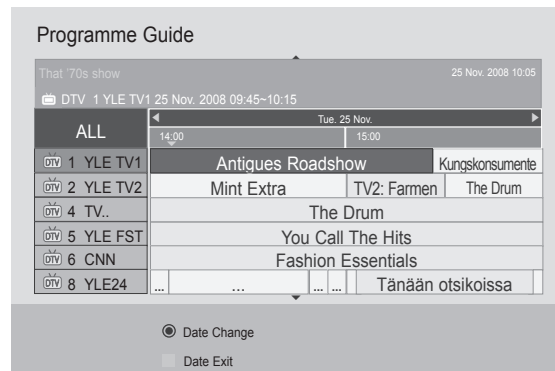 Programme Guide
That '70s show 25 Nov. 2008 10:05
DTV 1 YLE TV1 25 Nov. 2008 09:45~10:15
ALL Tue. 25 Nov.
14:00 15:00
DTV 1 YLE TV1 Antigues Roadshow Kungskonsumente
DTV 2 YLE TV2 Mint Extra TV2: Farmen The Drum
DTV 4 TV.. The Drum
DTV 5 YLE FST You Call The Hits
DTV 6 CNN Fashion Essentials
DTV 8 YLE24 ... ... ... ... Tänään otsikoissa
Date Change
Date Exit